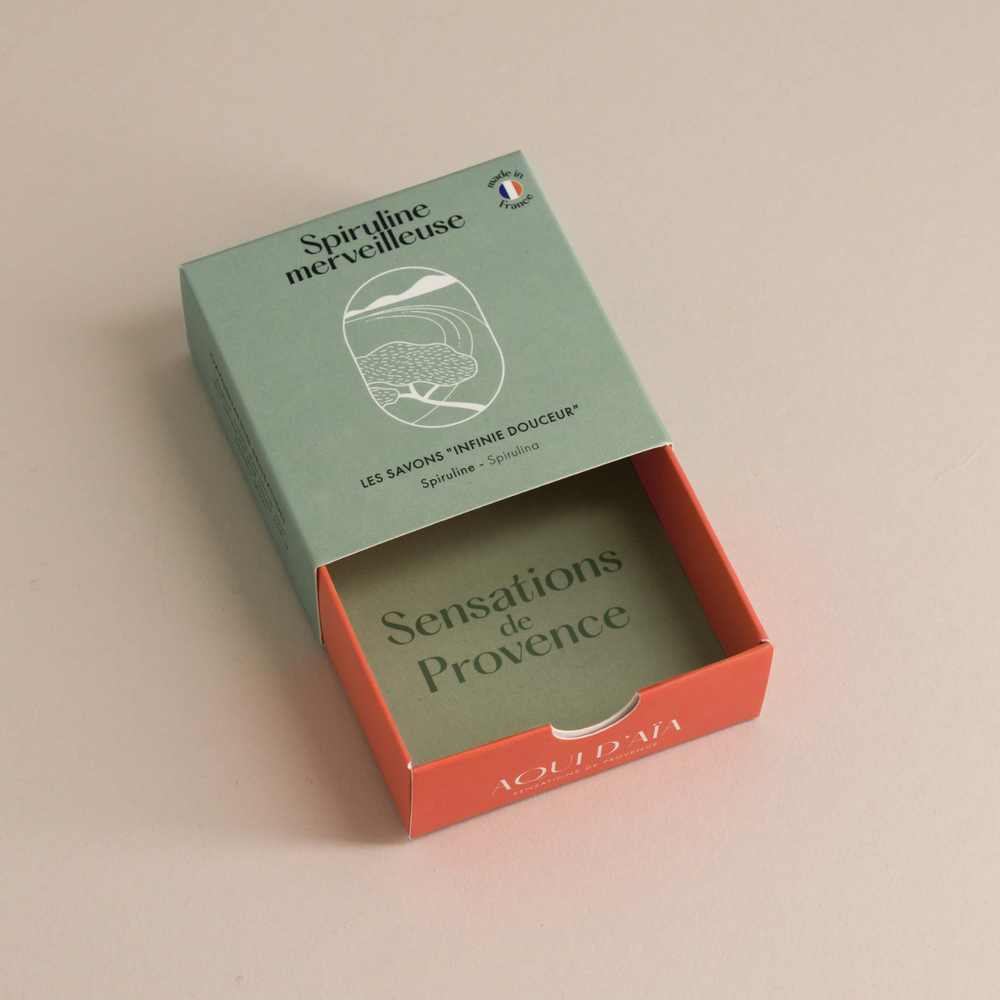 made in
France
Spiruline
merveilleuse
LES SAVONS "INFINIE DOUCEUR"
Spiruline - Spirulina
Sensations
de
Provence
AQUI D'AÏA
SENSATIONS DE PROVENCE